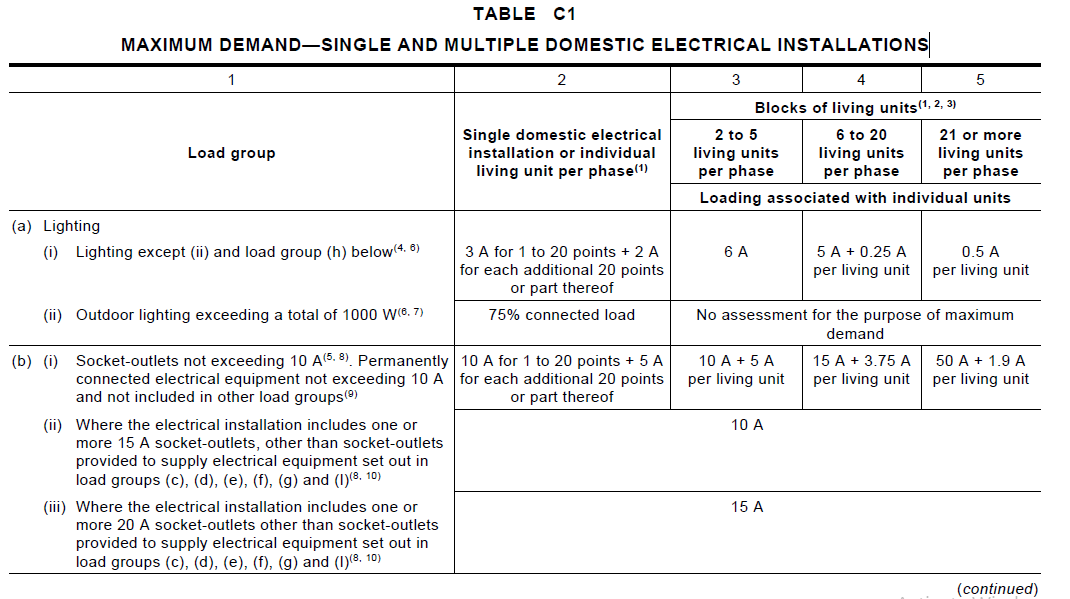 TABLE C1
MAXIMUM DEMAND—SINGLE AND MULTIPLE DOMESTIC ELECTRICAL INSTALLATIONS
1 2 3 4 5
Load group
Single domestic electrical
installation or individual
living unit per phase(1)
Blocks of living units(1, 2, 3)
2 to 5
living units
per phase
6 to 20
living units
per phase
21 or more
living units
per phase
Loading associated with individual units
(a) Lighting
(i) Lighting except (ii) and load group (h) below(4, 6)
3 A for 1 to 20 points + 2 A
for each additional 20 points
or part thereof
6 A
5 A + 0.25 A
per living unit
0.5 A
per living unit
(ii) Outdoor lighting exceeding a total of 1000 W(6, 7)
75% connected load
No assessment for the purpose of maximum
demand
(b) (i) Socket-outlets not exceeding 10 A(5, 8). Permanently
connected electrical equipment not exceeding 10 A
and not included in other load groups(9)
10 A for 1 to 20 points + 5 A
for each additional 20 points
or part thereof
10 A + 5 A
per living unit
15 A + 3.75 A
per living unit
50 A + 1.9 A
per living unit
(ii) Where the electrical installation includes one or
more 15 A socket-outlets, other than socket-outlets
provided to supply electrical equipment set out in
load groups (c), (d), (e), (f), (g) and (l)(8, 10)
10 A
(iii) Where the electrical installation includes one or
more 20 A socket-outlets other than socket-outlets
provided to supply electrical equipment set out in
load groups (c), (d), (e), (f), (g) and (l)(8, 10)
15 A
(continued)